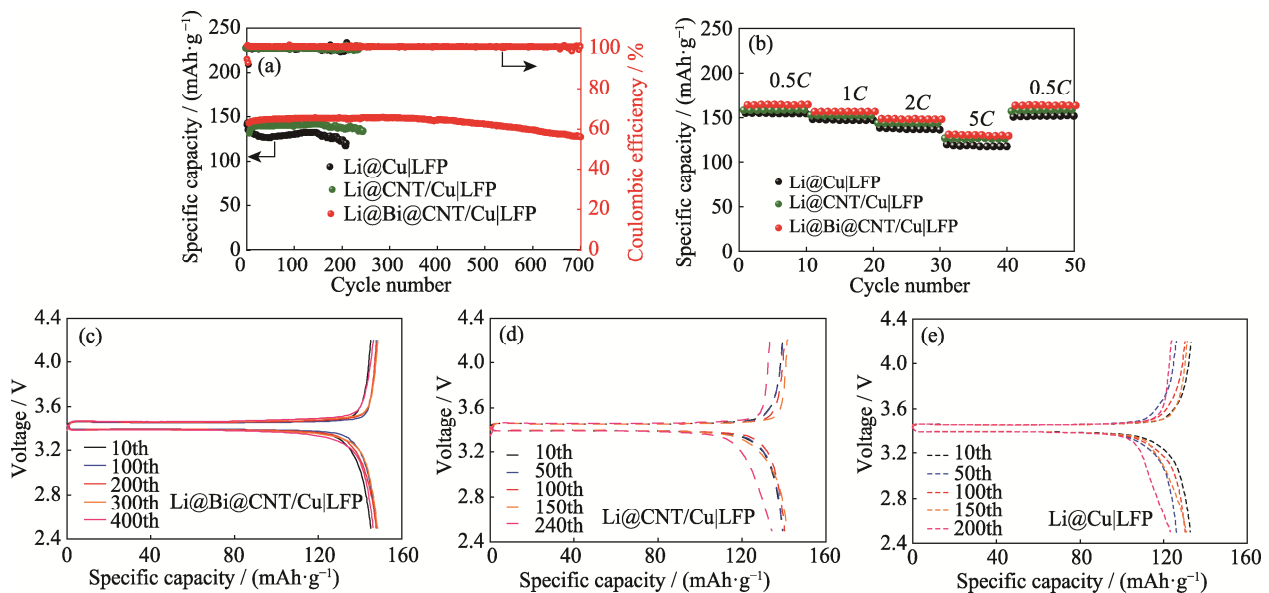 (a)
Specific capacity / (mAh·g⁻¹)
250
200
150
100
50
0
Coulombic efficiency / %
100
80
60
40
20
0
Li@Cu|LFP
Li@CNT/Cu|LFP
Li@Bi@CNT/Cu|LFP
0 100 200 300 400 500 600 700
Cycle number
(b)
Specific capacity / (mAh·g⁻¹)
250
200
150
100
50
0
0.5C 1C 2C 5C 0.5C
Li@Cu|LFP
Li@CNT/Cu|LFP
Li@Bi@CNT/Cu|LFP
0 10 20 30 40 50
Cycle number
(c)
Voltage / V
4.4
4.0
3.6
3.2
2.8
2.4
10th
100th
200th
300th
400th
Li@Bi@CNT/Cu|LFP
0 40 80 120 160
Specific capacity / (mAh·g⁻¹)
(d)
Voltage / V
4.4
4.0
3.6
3.2
2.8
2.4
10th
50th
100th
150th
240th
Li@CNT/Cu|LFP
0 40 80 120 160
Specific capacity / (mAh·g⁻¹)
(e)
Voltage / V
4.4
4.0
3.6
3.2
2.8
2.4
10th
50th
100th
150th
200th
Li@Cu|LFP
0 40 80 120 160
Specific capacity / (mAh·g⁻¹)